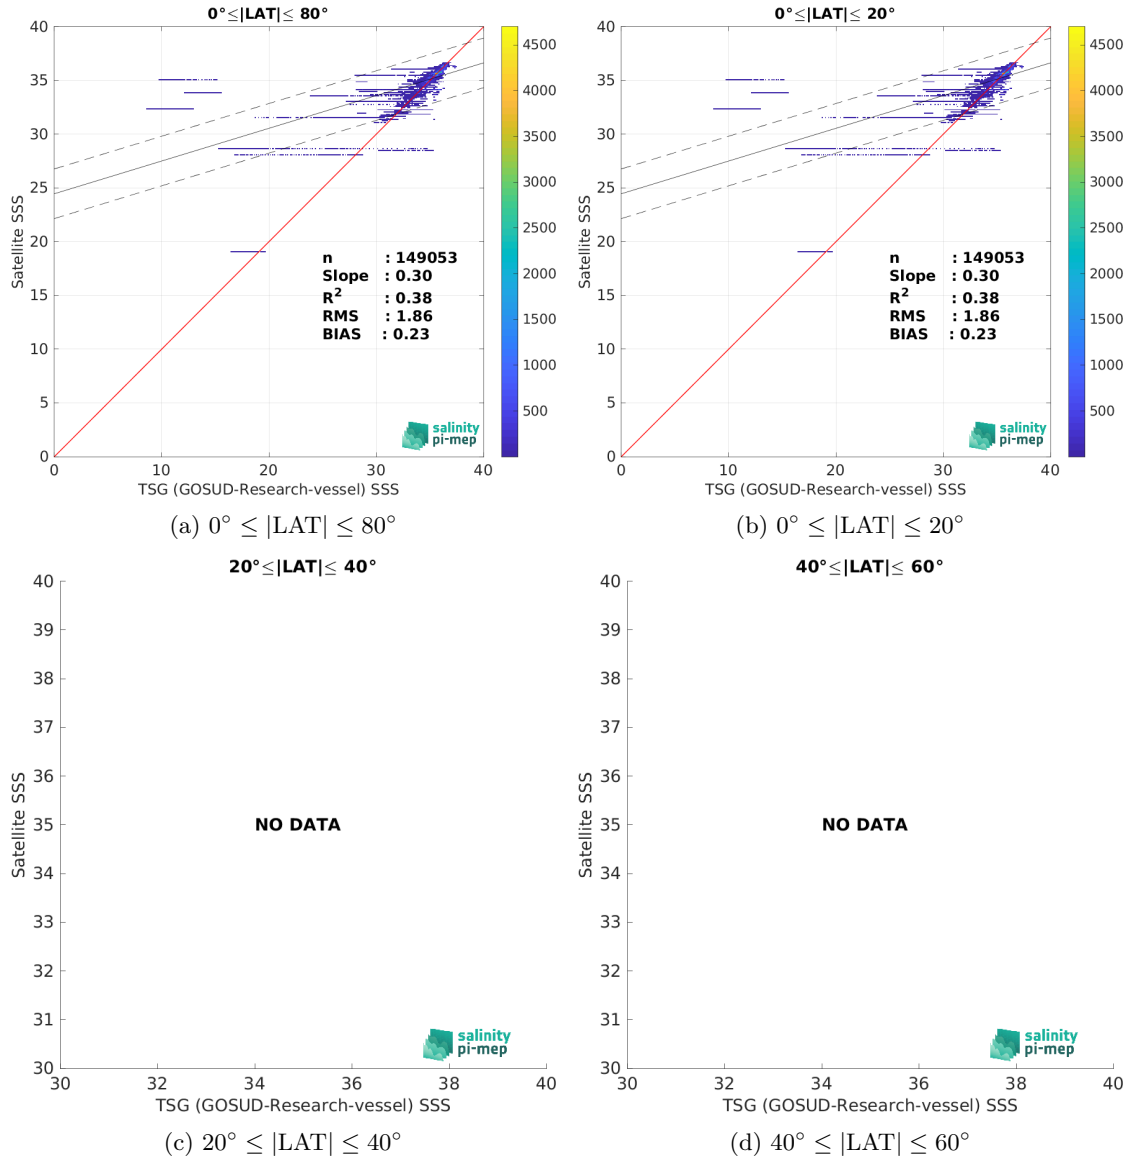 0°≤|LAT|≤ 80°
40
35
30
25
20
15
10
5
0
Satellite SSS
n : 149053
Slope : 0.30
R2 : 0.38
RMS : 1.86
BIAS : 0.23
salinity
pi-mep
0 10 20 30 40
TSG (GOSUD-Research-vessel) SSS
4500
4000
3500
3000
2500
2000
1500
1000
500
(a) 0° ≤ |LAT| ≤ 80°
0°≤|LAT|≤ 20°
40
35
30
25
20
15
10
5
0
Satellite SSS
n : 149053
Slope : 0.30
R2 : 0.38
RMS : 1.86
BIAS : 0.23
salinity
pi-mep
0 10 20 30 40
TSG (GOSUD-Research-vessel) SSS
4500
4000
3500
3000
2500
2000
1500
1000
500
(b) 0° ≤ |LAT| ≤ 20°
20°≤|LAT|≤ 40°
40
39
38
37
36
35
34
33
32
31
30
Satellite SSS
NO DATA
salinity
pi-mep
30 32 34 36 38 40
TSG (GOSUD-Research-vessel) SSS
(c) 20° ≤ |LAT| ≤ 40°
40°≤|LAT|≤ 60°
40
39
38
37
36
35
34
33
32
31
30
Satellite SSS
NO DATA
salinity
pi-mep
30 32 34 36 38 40
TSG (GOSUD-Research-vessel) SSS
(d) 40° ≤ |LAT| ≤ 60°